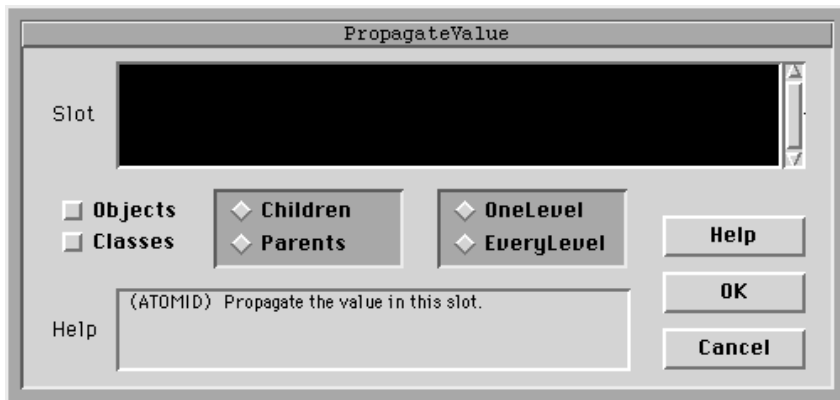 PropagateValue
Slot
Objects
Classes
Children
Parents
OneLevel
EveryLevel
Help
(ATOMID) Propagate the value in this slot.
Help
OK
Cancel